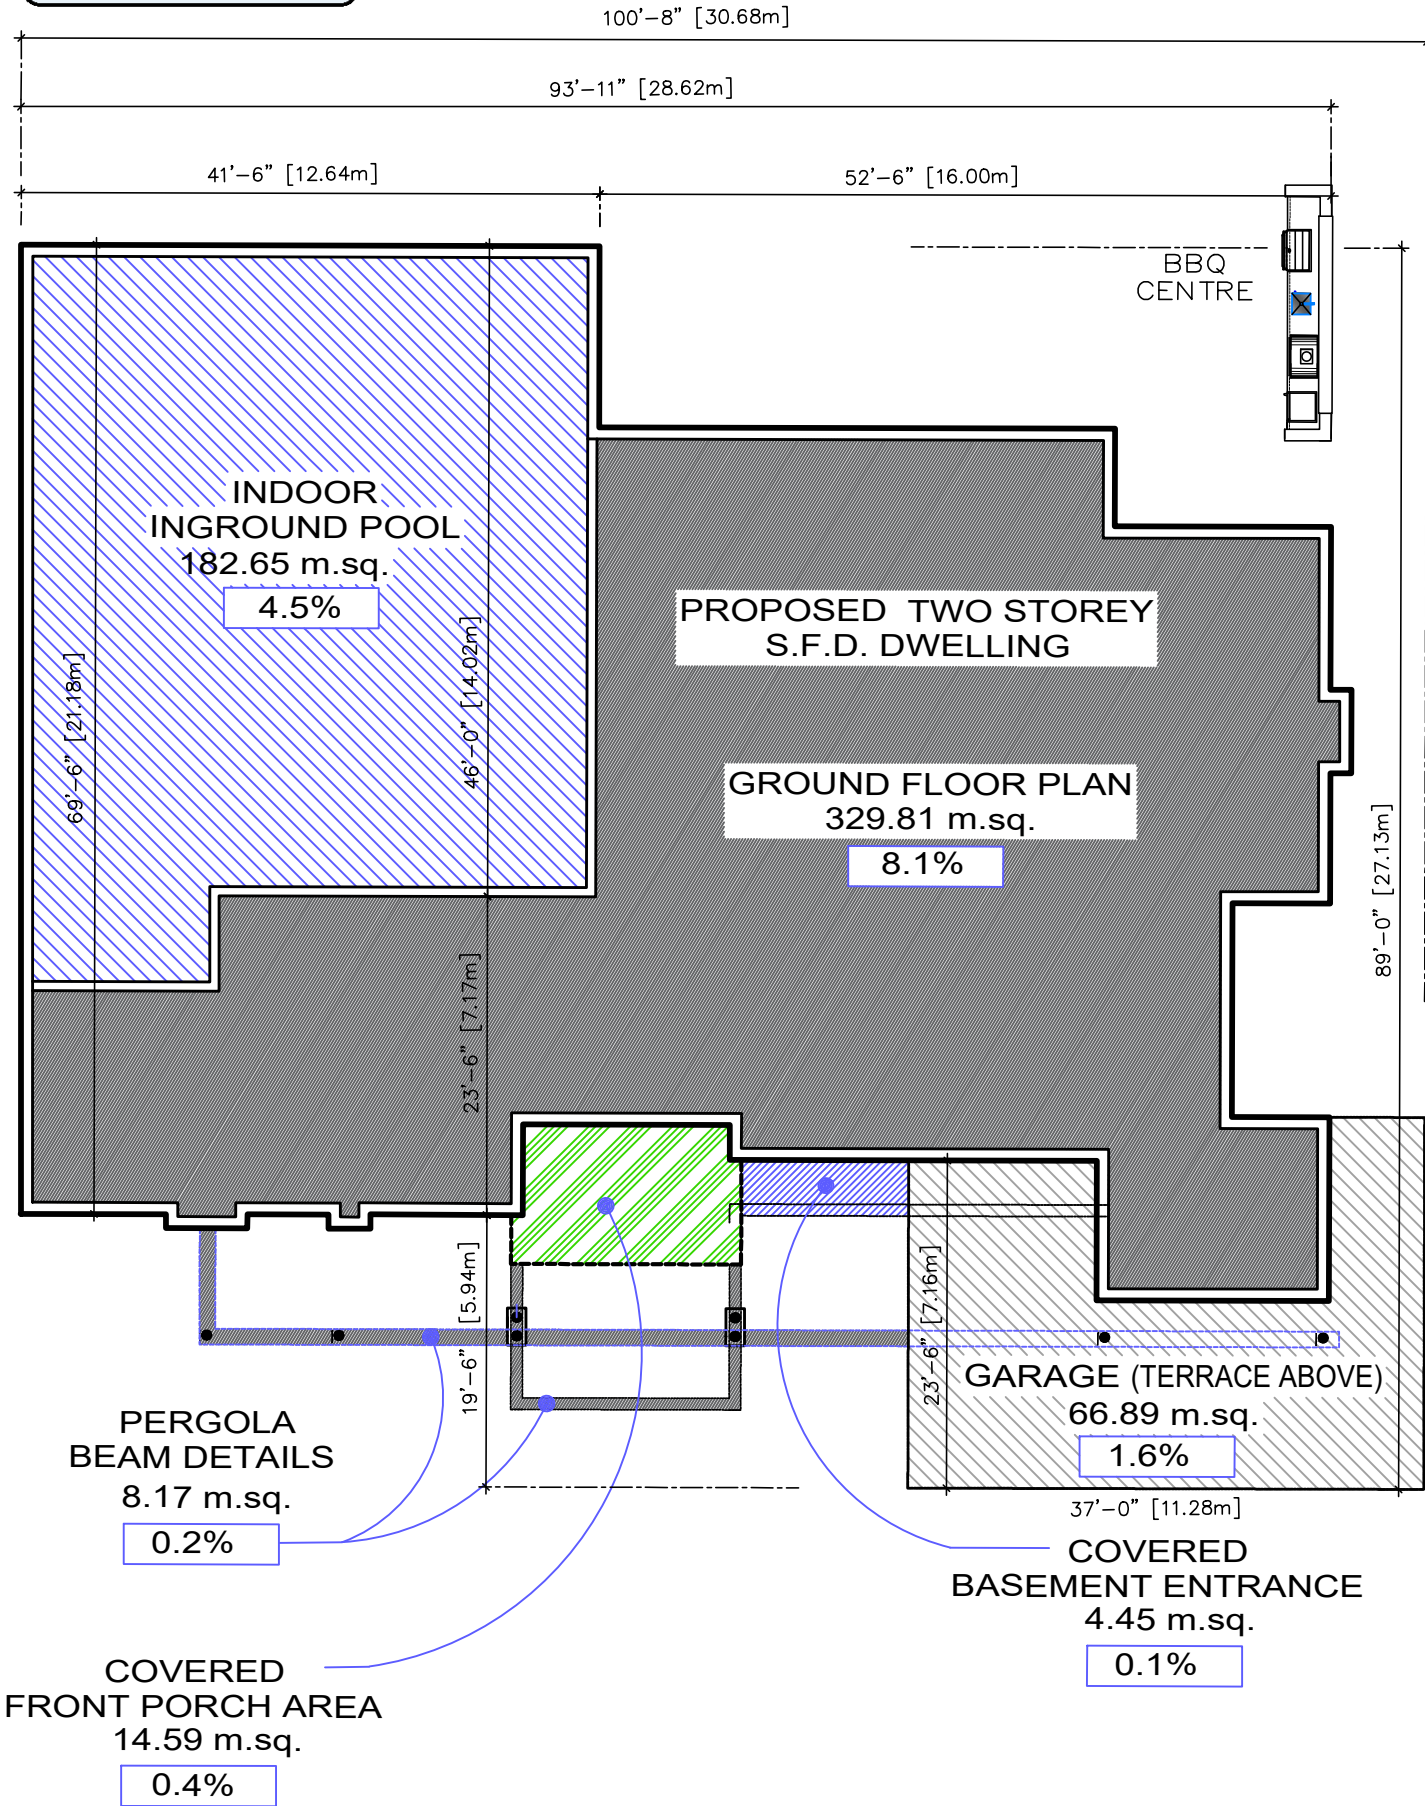 100'-8" [30.68m]
93'-11" [28.62m]
41'-6" [12.64m]
52'-6" [16.00m]
BBQ
CENTRE
INDOOR
INGROUND POOL
182.65 m.sq.
4.5%
PROPOSED TWO STOREY
S.F.D. DWELLING
GROUND FLOOR PLAN
329.81 m.sq.
8.1%
69'-6" [21.18m]
46'-0" [14.02m]
23'-6" [7.17m]
89'-0" [27.13m]
19'-6" [5.94m]
23'-6" [7.16m]
GARAGE (TERRACE ABOVE)
66.89 m.sq.
1.6%
37'-0" [11.28m]
PERGOLA
BEAM DETAILS
8.17 m.sq.
0.2%
COVERED
BASEMENT ENTRANCE
4.45 m.sq.
0.1%
COVERED
FRONT PORCH AREA
14.59 m.sq.
0.4%